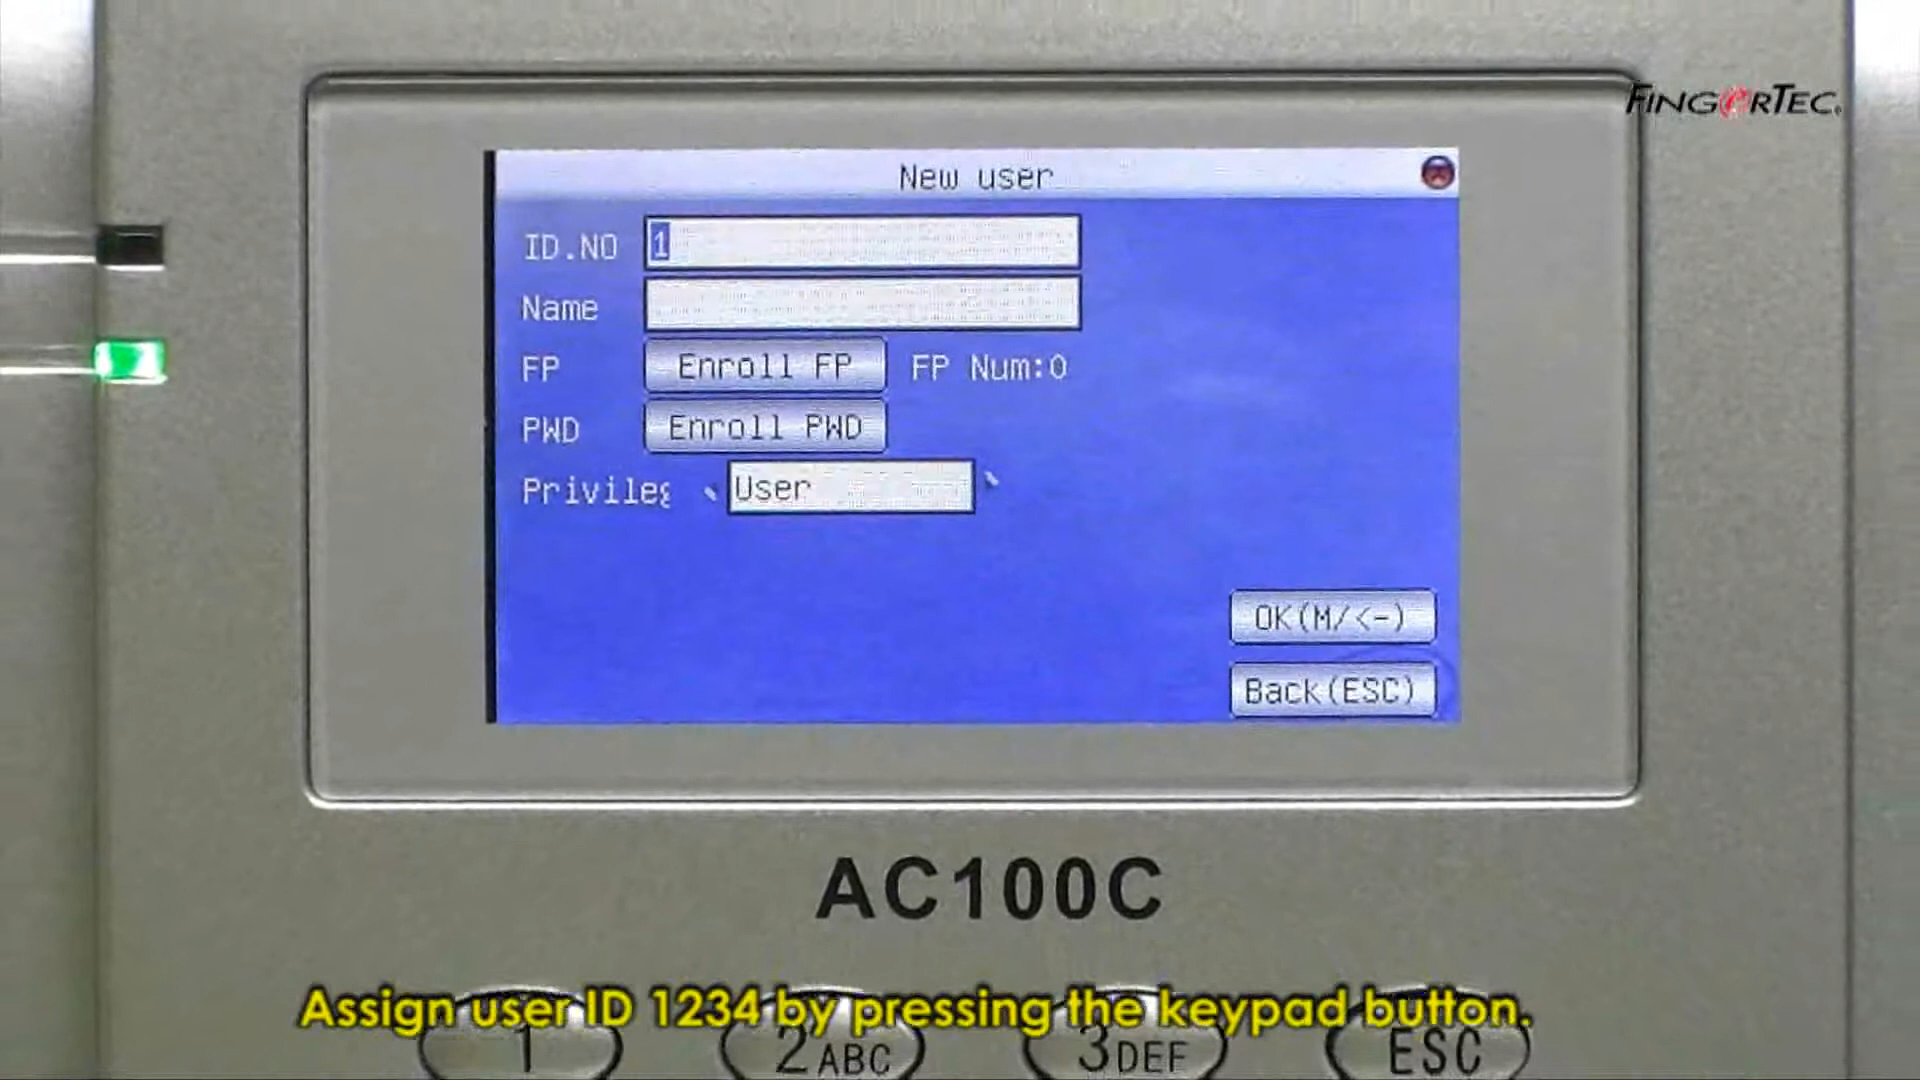 FINGERTEC
New user
ID.NO 1
Name
FP Enroll FP FP Num:0
PWD Enroll PWD
Privileg User
OK(M/<-)
Back(ESC)
AC100C
Assign user ID 1234 by pressing the keypad button.
1 2ABC 3DEF ESC